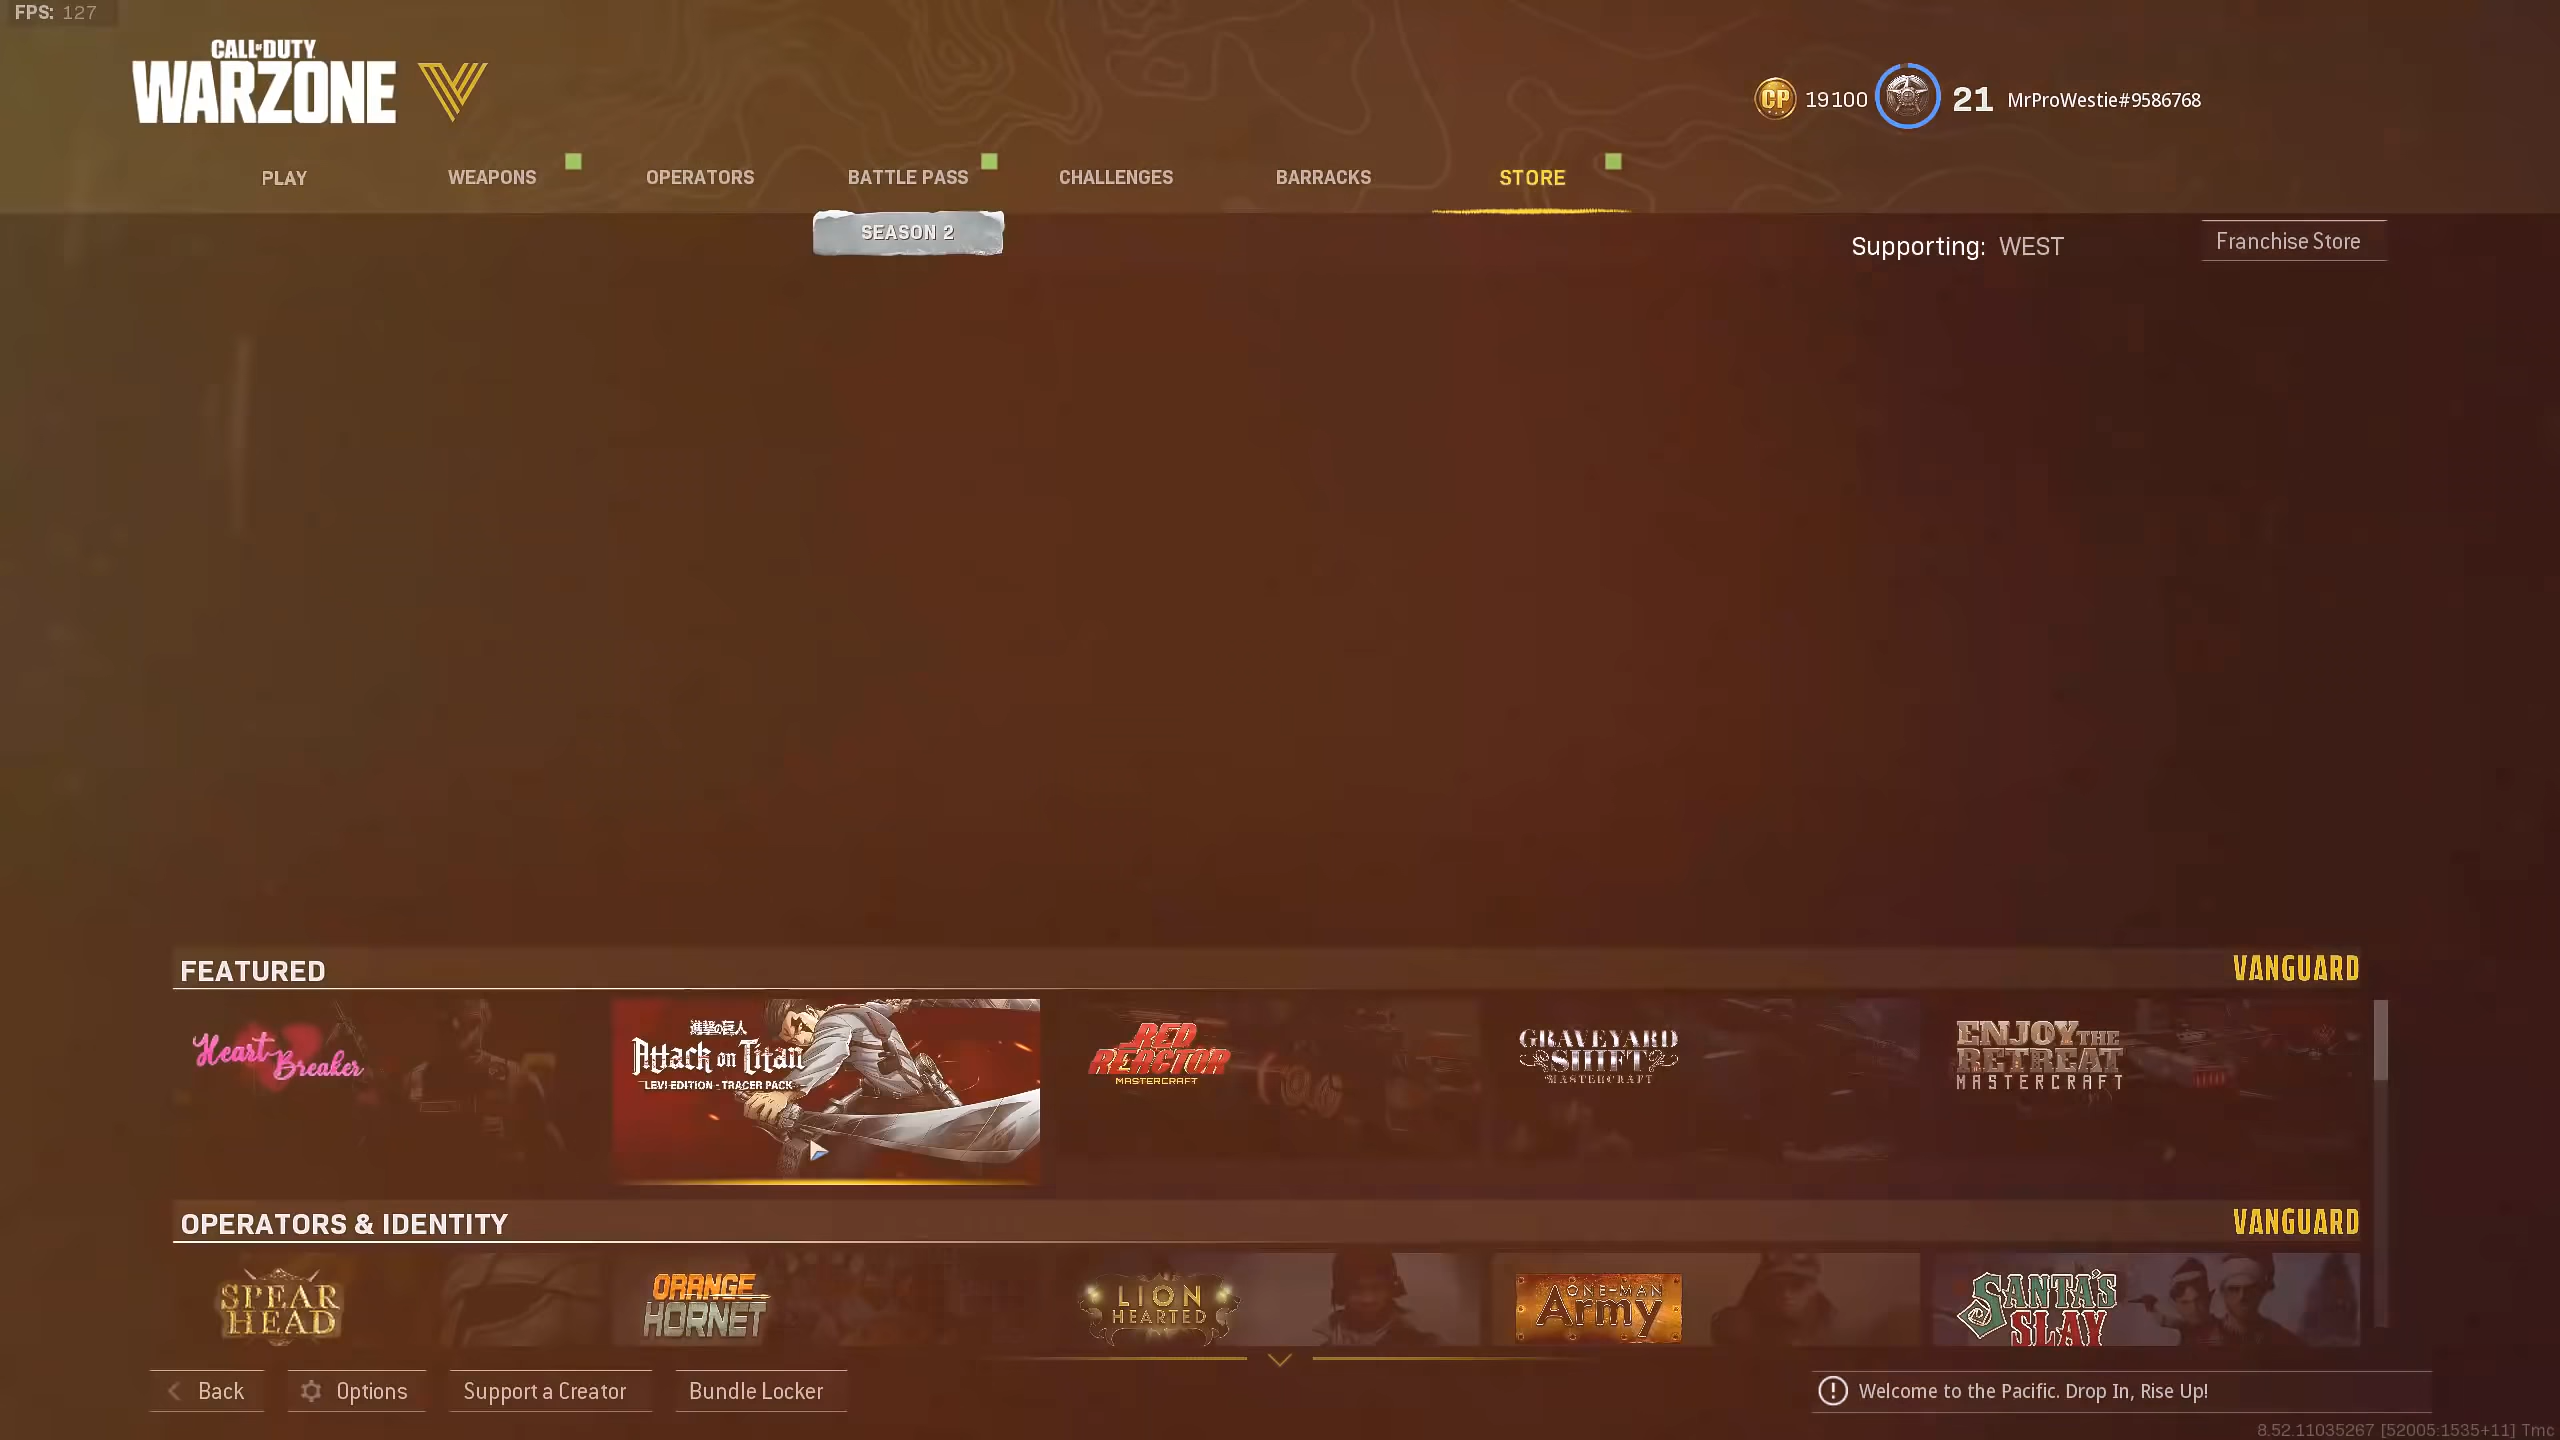 FPS: 127
CALL OF DUTY
WARZONE
CP 19100
21 MrProWestie#9586768
PLAY
WEAPONS
OPERATORS
BATTLE PASS
CHALLENGES
BARRACKS
STORE
SEASON 2
Supporting: WEST
Franchise Store
FEATURED
VANGUARD
Heart Breaker
進撃の巨人
Attack on Titan
LEVI EDITION - TRACER PACK
RED
REACTOR
MASTERCRAFT
GRAVEYARD
SHIFT
MASTERCRAFT
ENJOY THE
RETREAT
MASTERCRAFT
OPERATORS & IDENTITY
VANGUARD
SPEAR
HEAD
ORANGE
HORNET
LION
HEARTED
ONE-MAN
Army
SANTA'S
SLAY
Back
Options
Support a Creator
Bundle Locker
Welcome to the Pacific. Drop In, Rise Up!
8.52.11035267 [52005:1535+11] Tmc